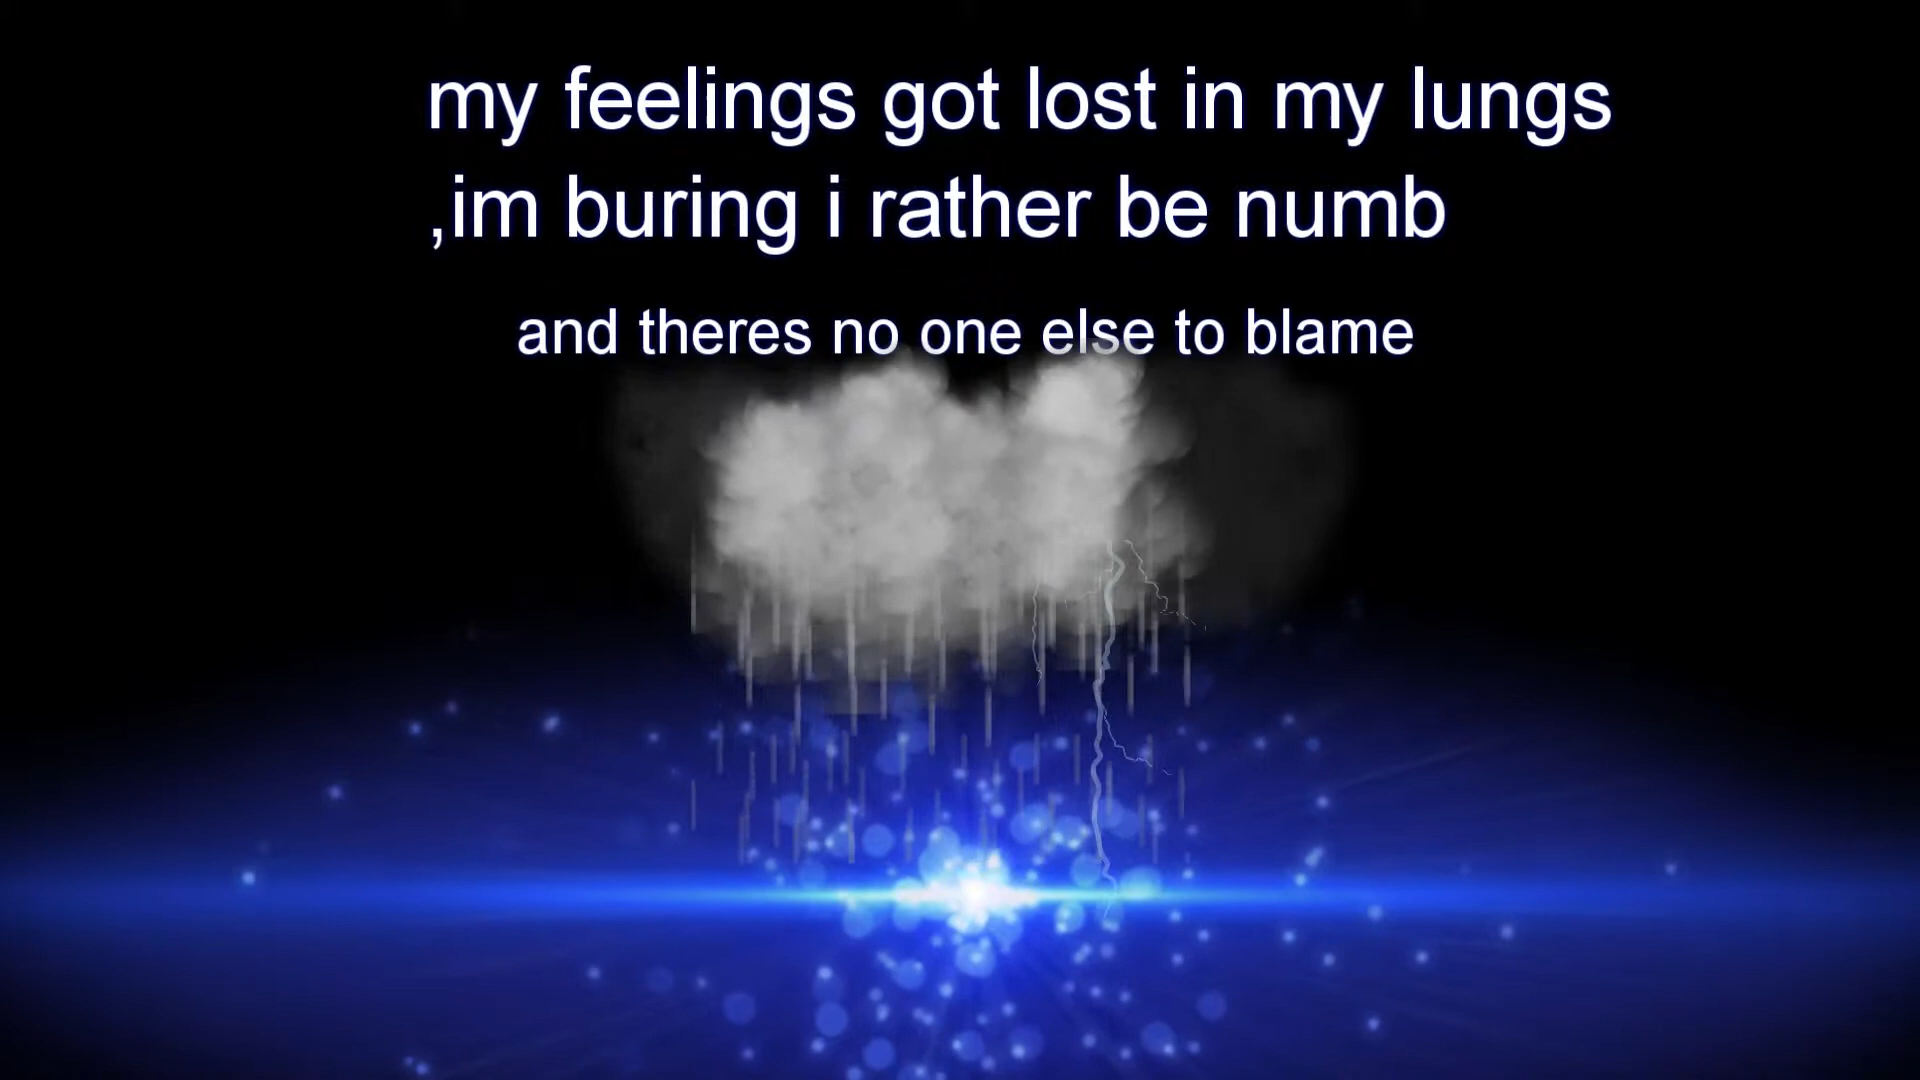 my feelings got lost in my lungs
,im buring i rather be numb
and theres no one else to blame